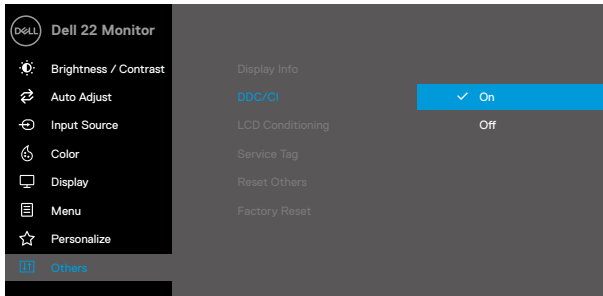 DELL
Dell 22 Monitor
Brightness / Contrast
Auto Adjust
Input Source
Color
Display
Menu
Personalize
Others
Display Info
DDC/CI
LCD Conditioning
Service Tag
Reset Others
Factory Reset
On
Off